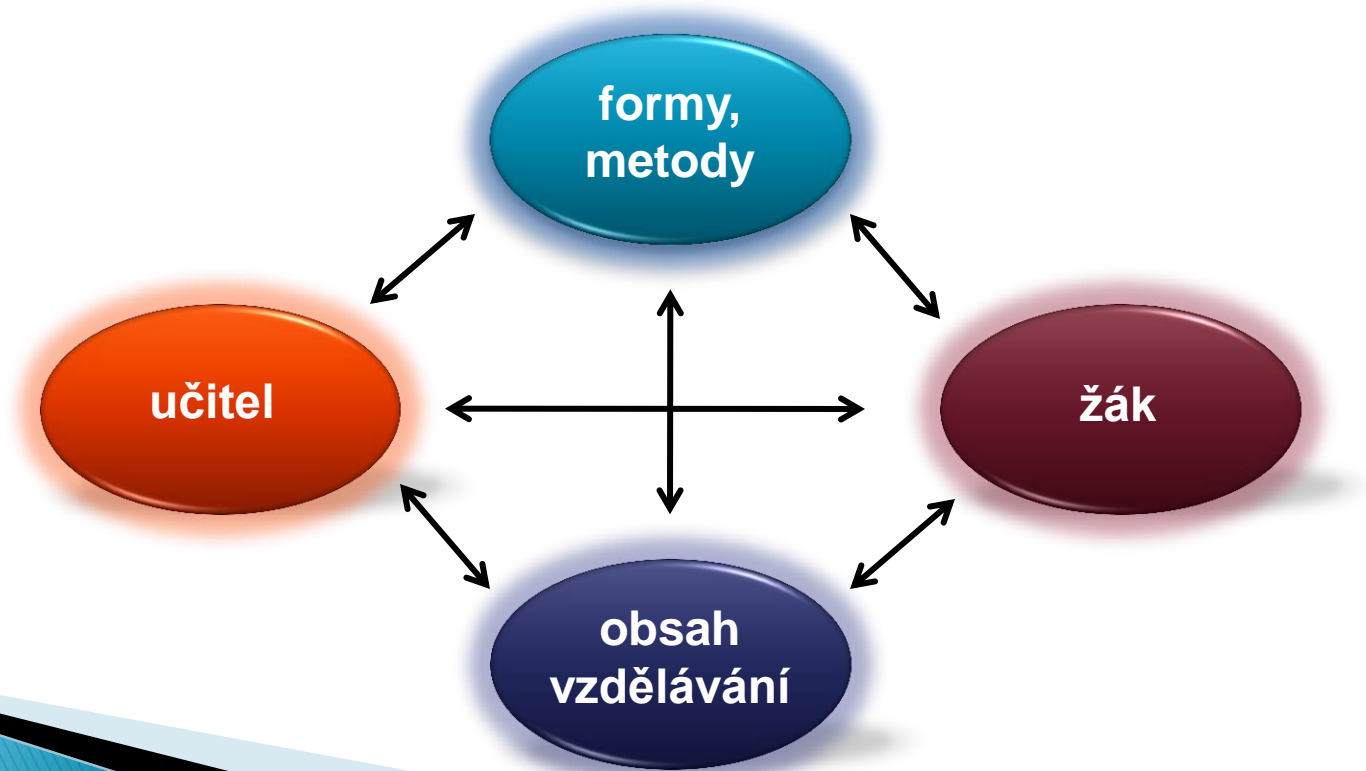 formy,
metody
učitel
žák
obsah
vzdělávání